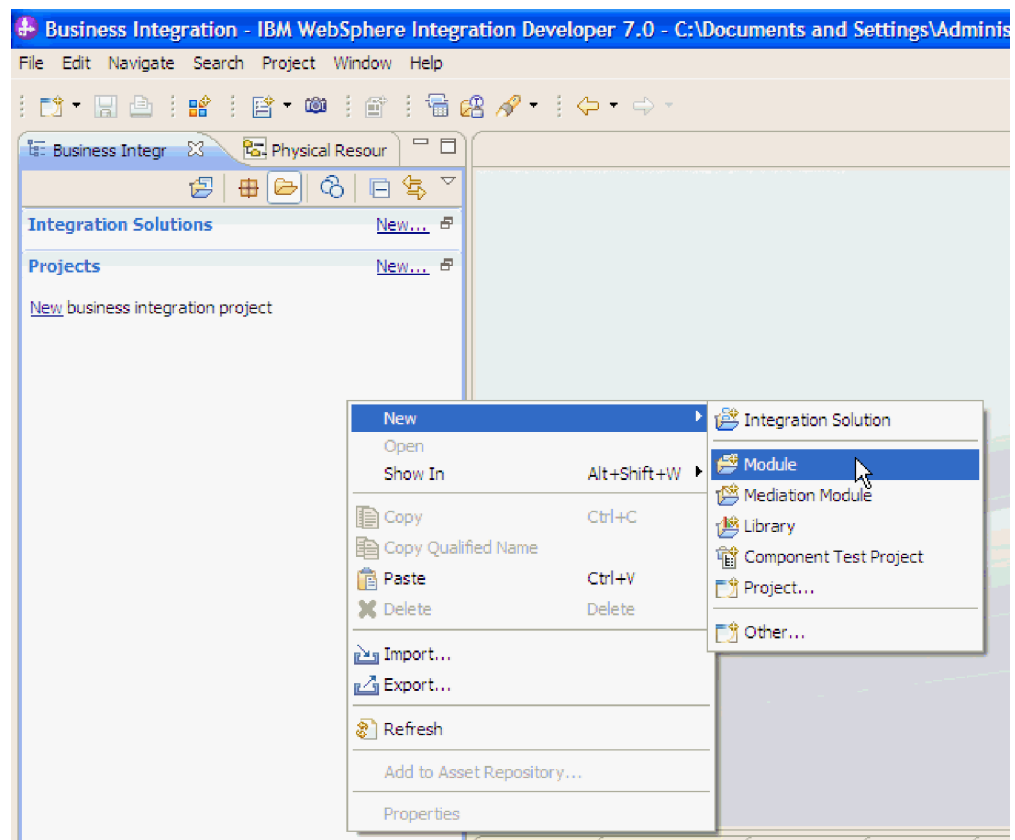 Business Integration - IBM WebSphere Integration Developer 7.0 - C:\Documents and Settings\Adminis
File Edit Navigate Search Project Window Help
Business Integr Physical Resour
Integration Solutions New...
Projects New...
New business integration project
New
Open
Show In Alt+Shift+W
Copy Ctrl+C
Copy Qualified Name
Paste Ctrl+V
Delete Delete
Import...
Export...
Refresh
Add to Asset Repository...
Properties
Integration Solution
Module
Mediation Module
Library
Component Test Project
Project...
Other...